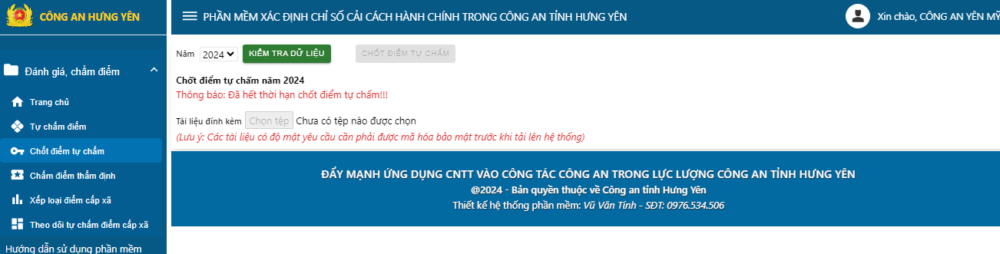 CÔNG AN HƯNG YÊN
PHẦN MỀM XÁC ĐỊNH CHỈ SỐ CẢI CÁCH HÀNH CHÍNH TRONG CÔNG AN TỈNH HƯNG YÊN
Xin chào, CÔNG AN YÊN MỸ
Đánh giá, chấm điểm
Trang chủ
Tự chấm điểm
Chốt điểm tự chấm
Chấm điểm thẩm định
Xếp loại điểm cấp xã
Theo dõi tự chấm điểm cấp xã
Hướng dẫn sử dụng phần mềm
Năm 2024 KIỂM TRA DỮ LIỆU CHỐT ĐIỂM TỰ CHẤM
Chốt điểm tự chấm năm 2024
Thông báo: Đã hết thời hạn chốt điểm tự chấm!!!
Tài liệu đính kèm Chọn tệp Chưa có tệp nào được chọn
(Lưu ý: Các tài liệu có độ mật yêu cầu cần phải được mã hóa bảo mật trước khi tải lên hệ thống)
ĐẨY MẠNH ỨNG DỤNG CNTT VÀO CÔNG TÁC CÔNG AN TRONG LỰC LƯỢNG CÔNG AN TỈNH HƯNG YÊN
@2024 - Bản quyền thuộc về Công an tỉnh Hưng Yên
Thiết kế hệ thống phần mềm: Vũ Văn Tính - SĐT: 0976.534.506